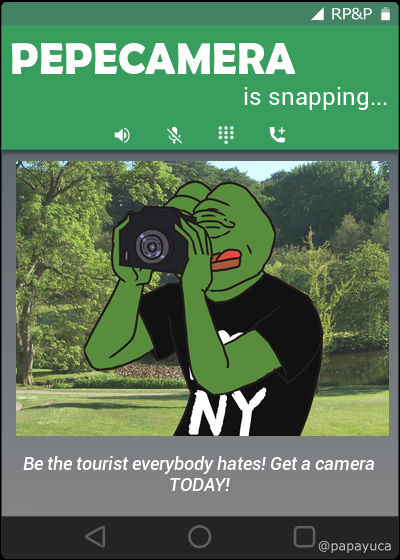 RP&P
PEPECAMERA
is snapping...
NY
Be the tourist everybody hates! Get a camera
TODAY!
@papayuca